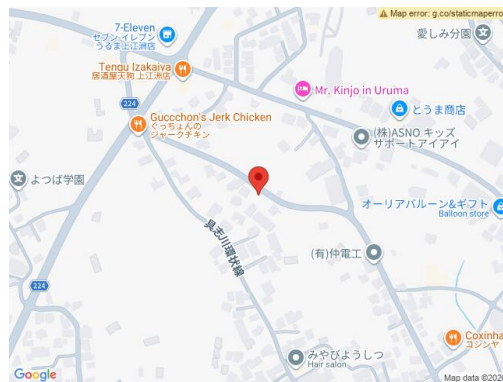 Map error: g.co/staticmaperro
7-Eleven
セブン-イレブン
うるま上江洲店
愛しみ分園
Tengu Izakaiya
居酒屋天狗 上江洲店
Mr. Kinjo in Uruma
とうま商店
224
Guccchon's Jerk Chicken
ぐっちょんの
ジャークチキン
(株)ASNO キッズ
サポートアイアイ
よつば学園
オーリアバルーン&ギフト
Balloon store
具志川環状線
(有)仲電工
224
Coxinha
コシンヤ
みやびようしつ
Hair salon
Google
Map data ©202